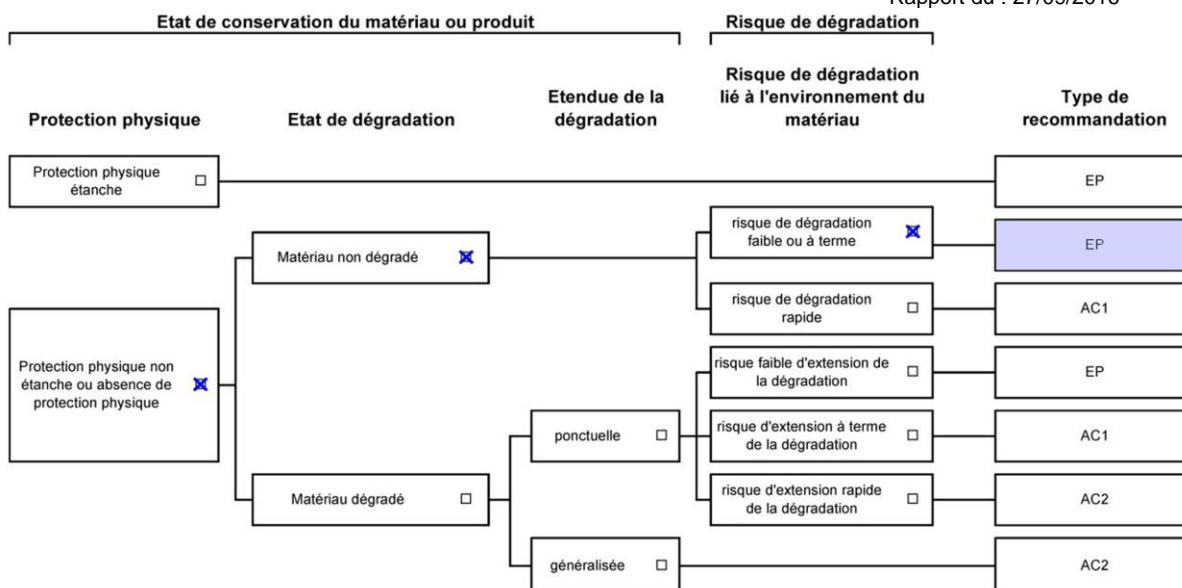 Rapport du : 27/09/2018
Etat de conservation du matériau ou produit
Risque de dégradation
Protection physique
Etat de dégradation
Etendue de la
dégradation
Risque de dégradation
lié à l'environnement du
matériau
Type de
recommandation
Protection physique
étanche
EP
Protection physique non
étanche ou absence de
protection physique
Matériau non dégradé
risque de dégradation
faible ou à terme
EP
risque de dégradation
rapide
AC1
Matériau dégradé
ponctuelle
risque faible d'extension de
la dégradation
EP
risque d'extension à terme
de la dégradation
AC1
risque d'extension rapide
de la dégradation
AC2
généralisée
AC2